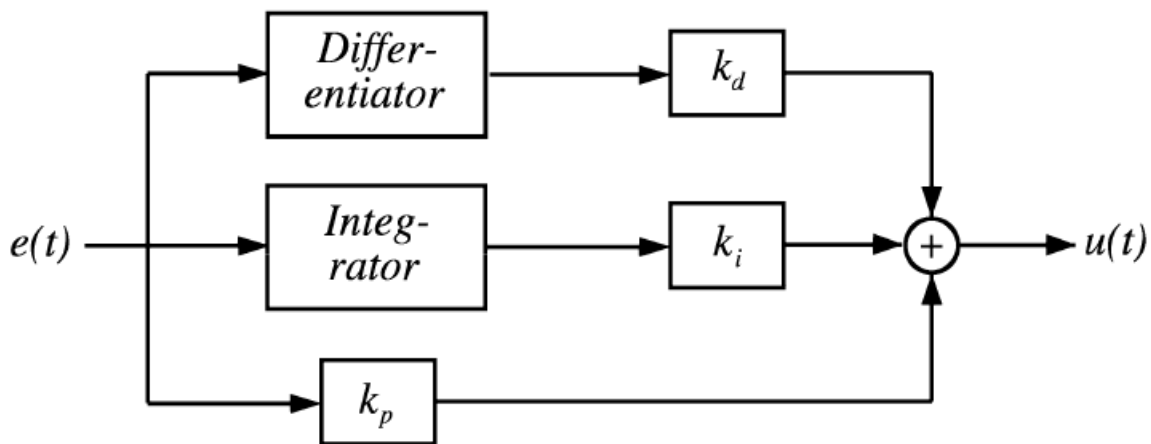 Differ-
entiator
k_d
e(t)
Integ-
rator
k_i
+
u(t)
k_p